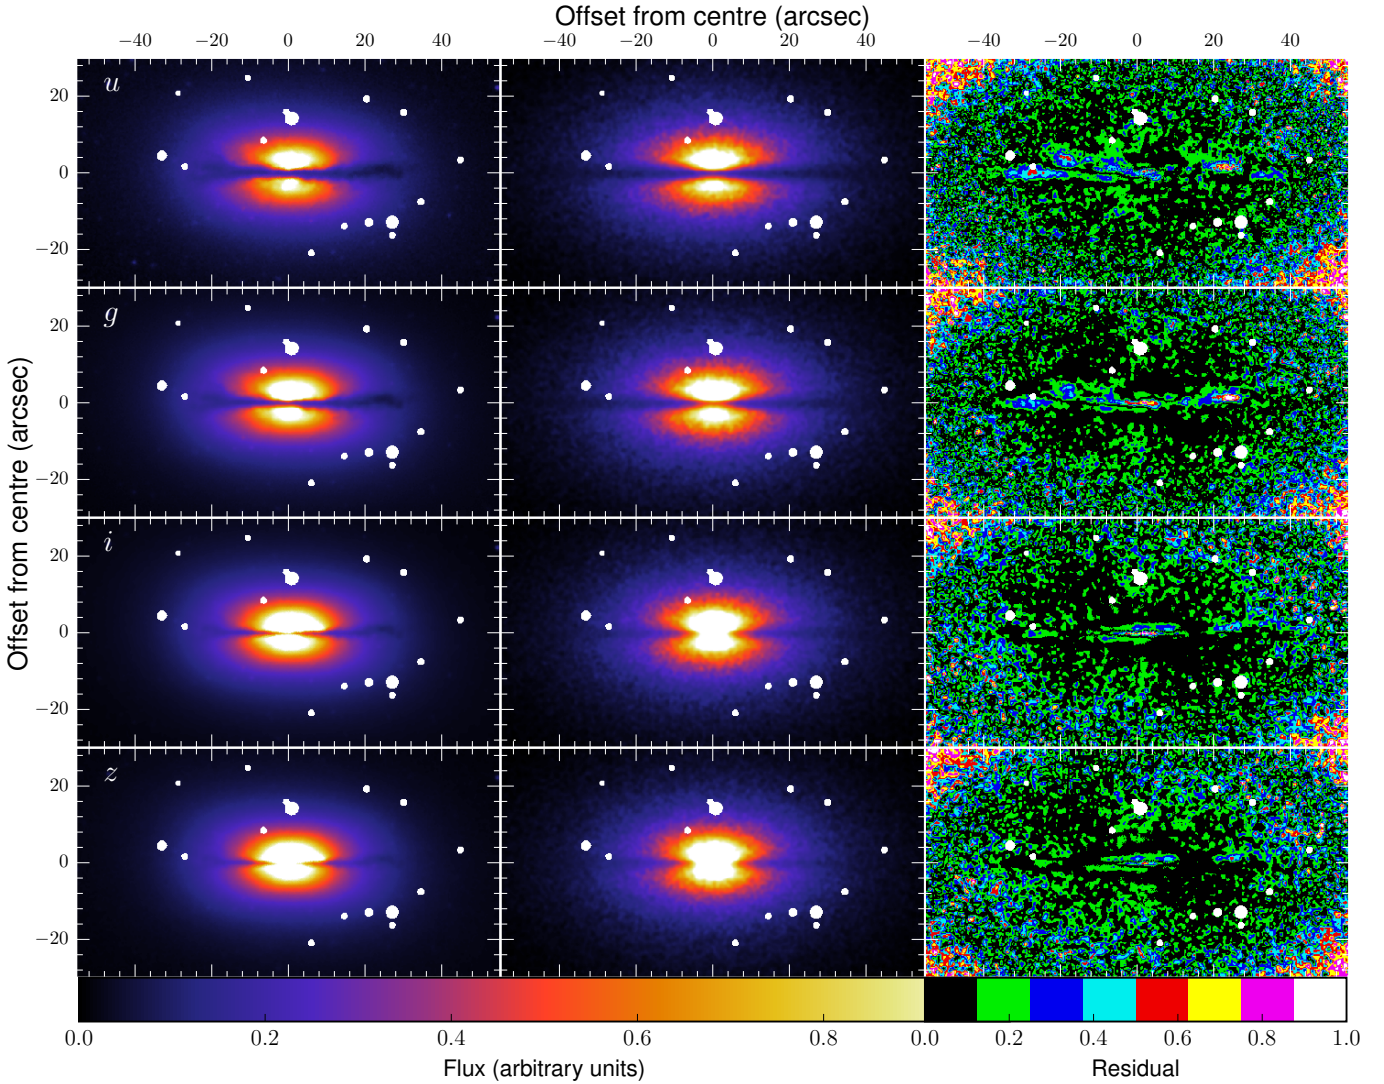 Offset from centre (arcsec)
−40 −20 0 20 40 −40 −20 0 20 40 −40 −20 0 20 40
u
20
0
−20
g
20
0
−20
i
20
0
−20
z
20
0
−20
Offset from centre (arcsec)
0.0 0.2 0.4 0.6 0.8 0.0 0.2 0.4 0.6 0.8 1.0
Flux (arbitrary units) Residual